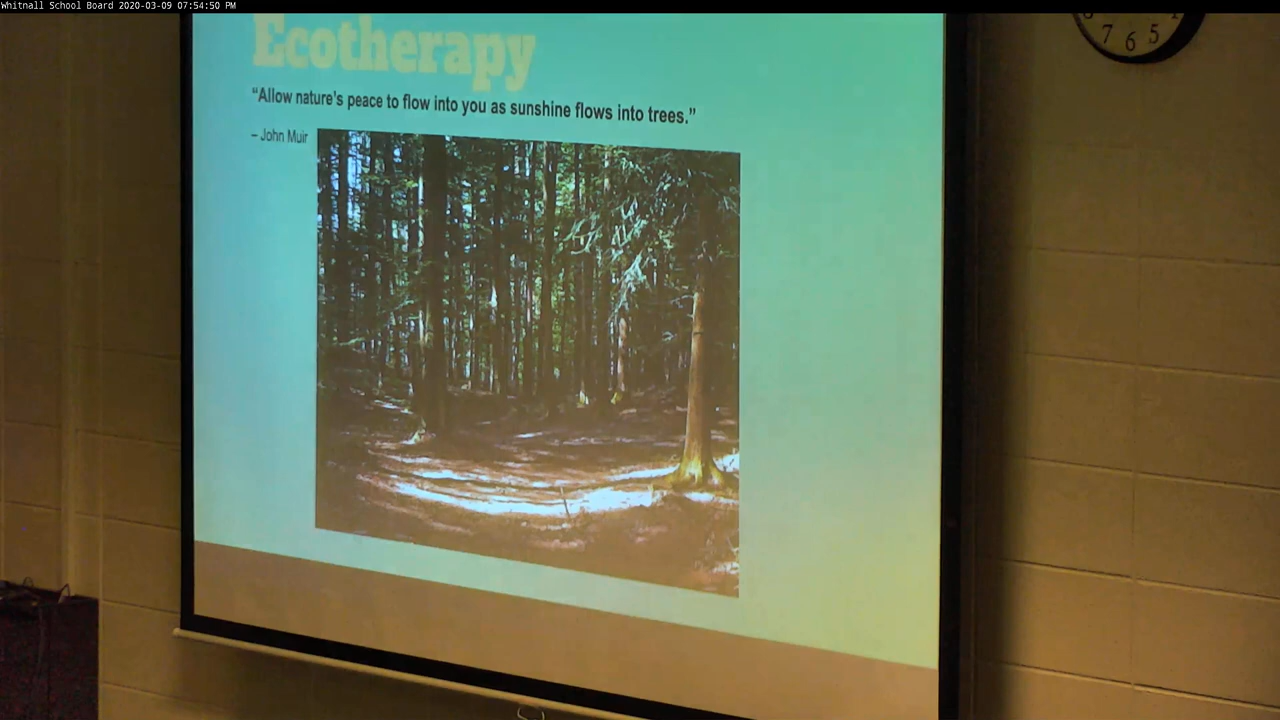 Whitnall School Board 2020-03-09 07:54:50 PM
Ecotherapy
“Allow nature's peace to flow into you as sunshine flows into trees.”
– John Muir
7 6 5